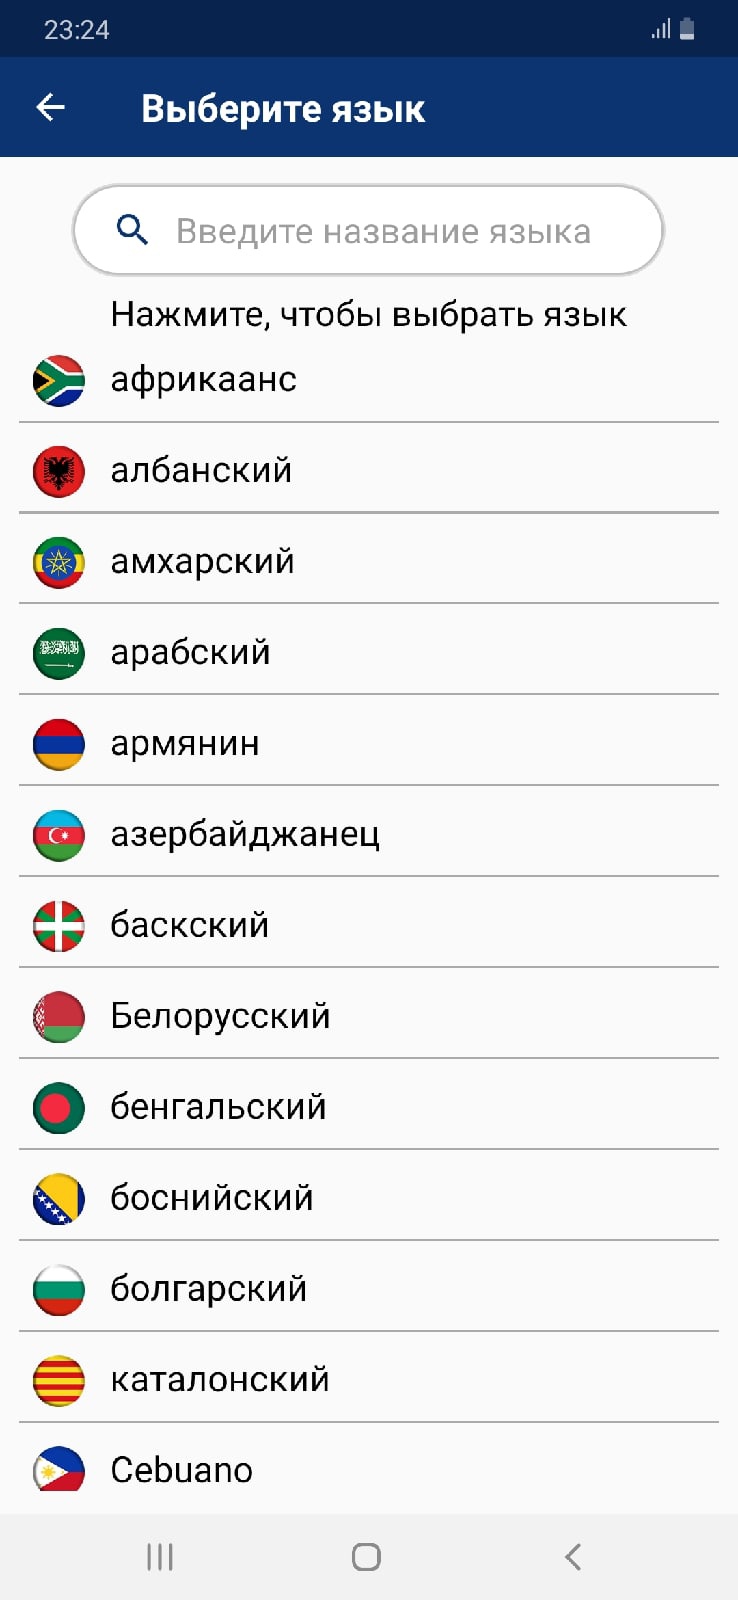 23:24
Выберите язык
Введите название языка
Нажмите, чтобы выбрать язык
африкаанс
албанский
амхарский
арабский
армянин
азербайджанец
баскский
Белорусский
бенгальский
боснийский
болгарский
каталонский
Cebuano